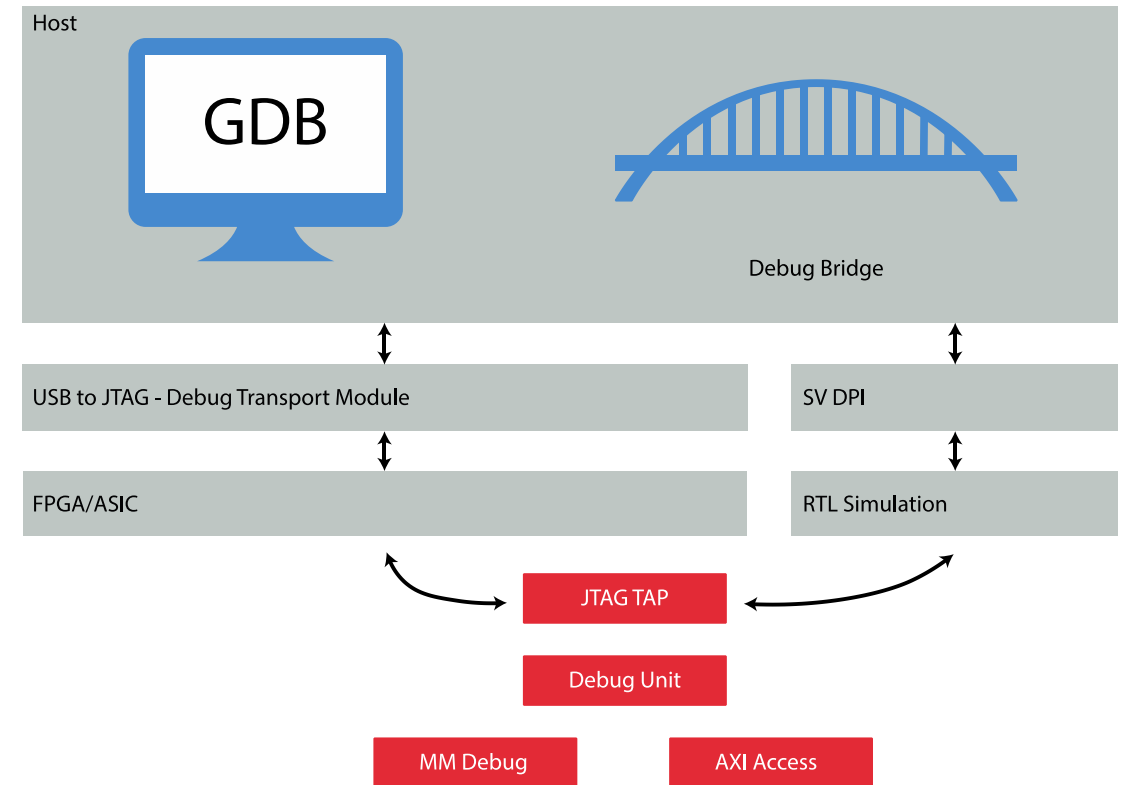 Host
GDB
Debug Bridge
USB to JTAG - Debug Transport Module
SV DPI
FPGA/ASIC
RTL Simulation
JTAG TAP
Debug Unit
MM Debug
AXI Access